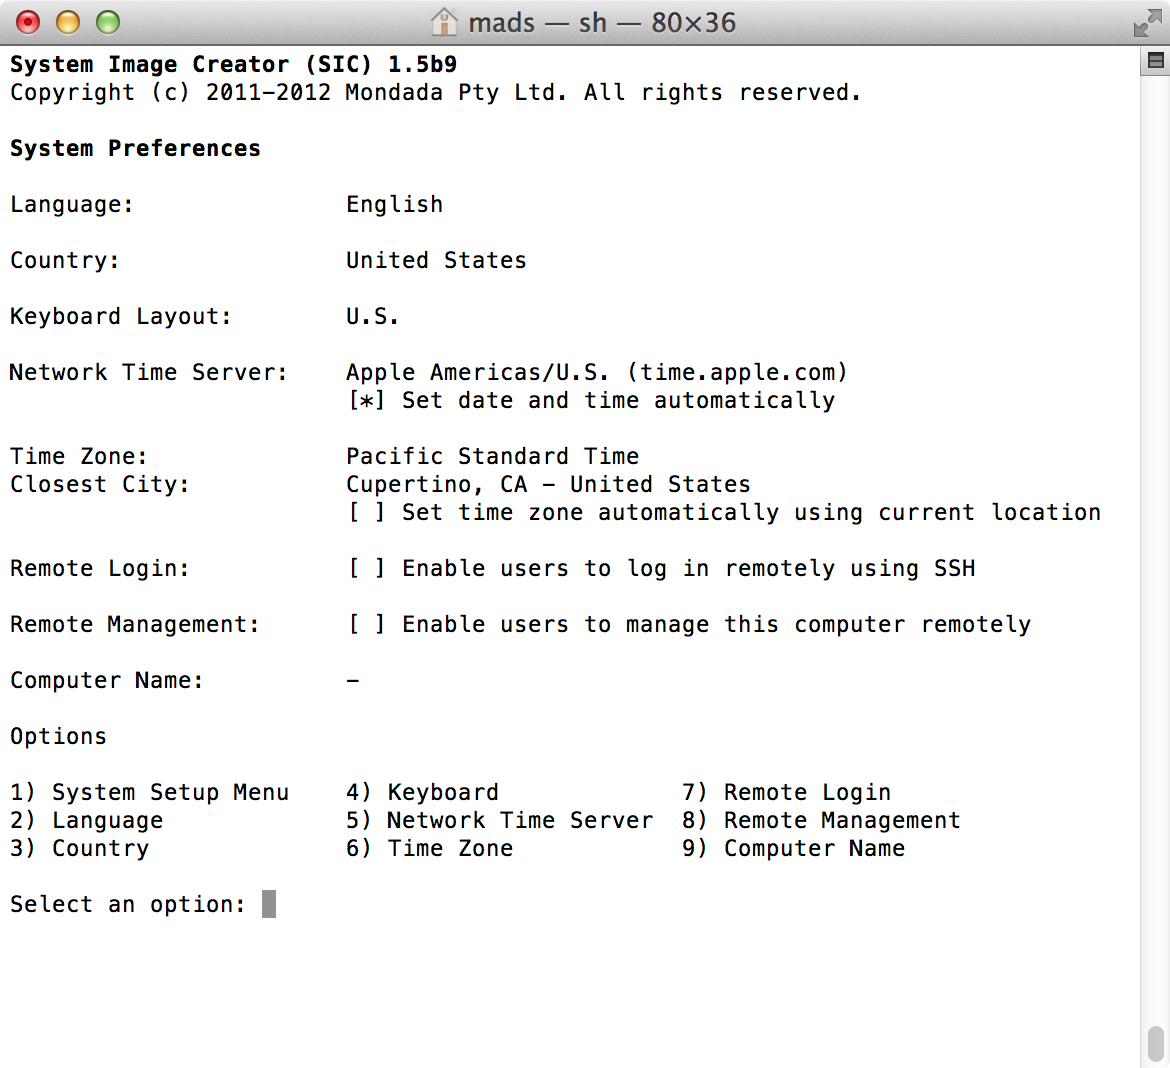 mads — sh — 80×36
System Image Creator (SIC) 1.5b9
Copyright (c) 2011-2012 Mondada Pty Ltd. All rights reserved.
System Preferences
Language: English
Country: United States
Keyboard Layout: U.S.
Network Time Server: Apple Americas/U.S. (time.apple.com)
[*] Set date and time automatically
Time Zone: Pacific Standard Time
Closest City: Cupertino, CA - United States
[ ] Set time zone automatically using current location
Remote Login: [ ] Enable users to log in remotely using SSH
Remote Management: [ ] Enable users to manage this computer remotely
Computer Name: -
Options
1) System Setup Menu 4) Keyboard 7) Remote Login
2) Language 5) Network Time Server 8) Remote Management
3) Country 6) Time Zone 9) Computer Name
Select an option: